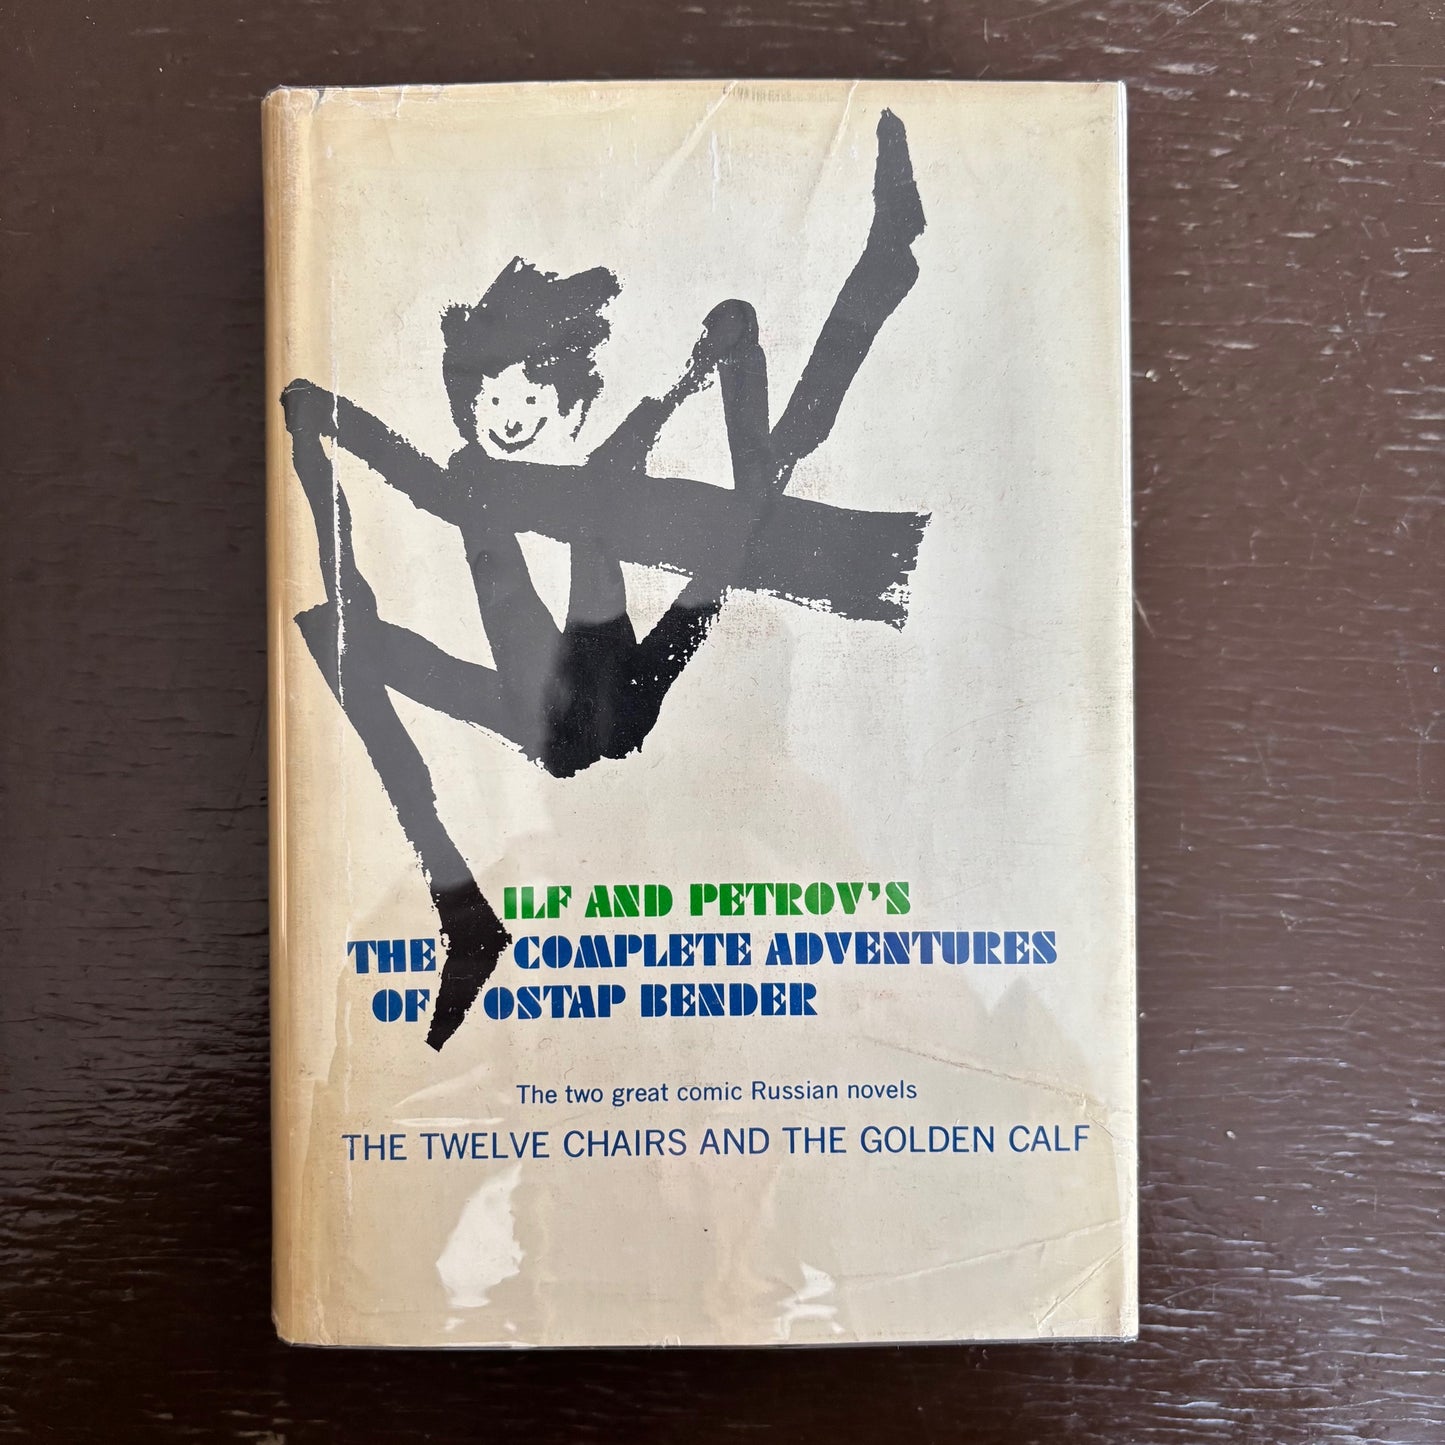 ILF AND PETROV'S
THE COMPLETE ADVENTURES
OF OSTAP BENDER
The two great comic Russian novels
THE TWELVE CHAIRS AND THE GOLDEN CALF